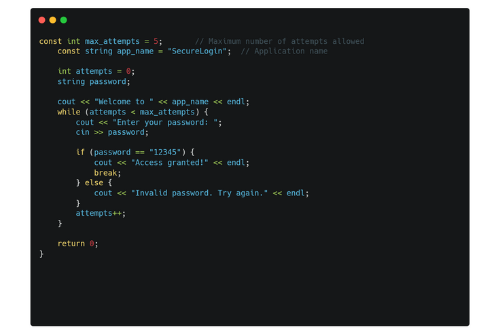 const int max_attempts = 5;       // Maximum number of attempts allowed
    const string app_name = "SecureLogin";  // Application name

    int attempts = 0;
    string password;

    cout << "Welcome to " << app_name << endl;
    while (attempts < max_attempts) {
        cout << "Enter your password: ";
        cin >> password;

        if (password == "12345") {
            cout << "Access granted!" << endl;
            break;
        } else {
            cout << "Invalid password. Try again." << endl;
        }
        attempts++;
    }

    return 0;
}